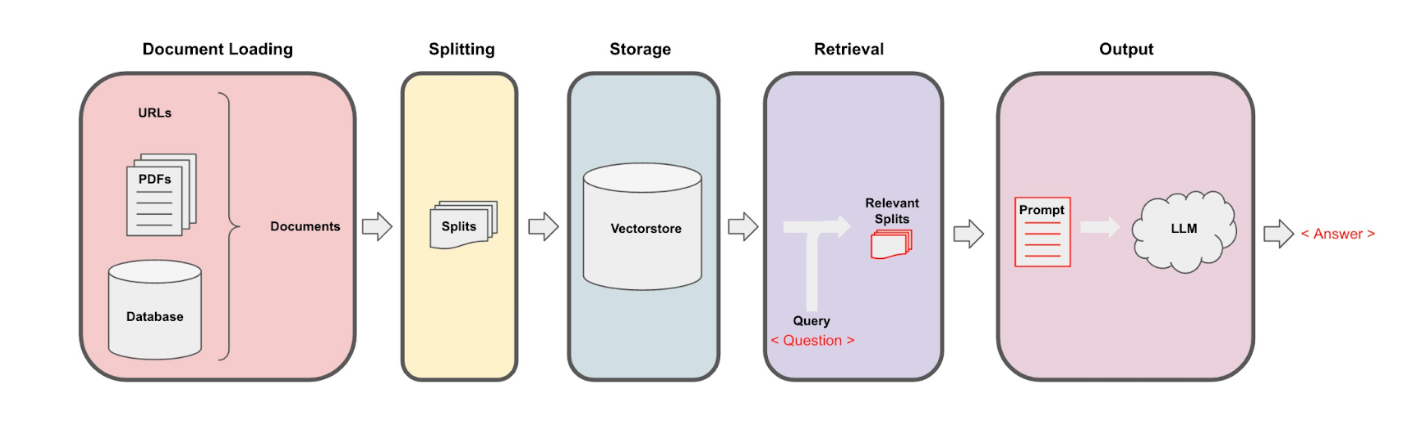 Document Loading
Splitting
Storage
Retrieval
Output
URLs
PDFs
Database
Documents
Splits
Vectorstore
Relevant
Splits
Query
< Question >
Prompt
LLM
< Answer >